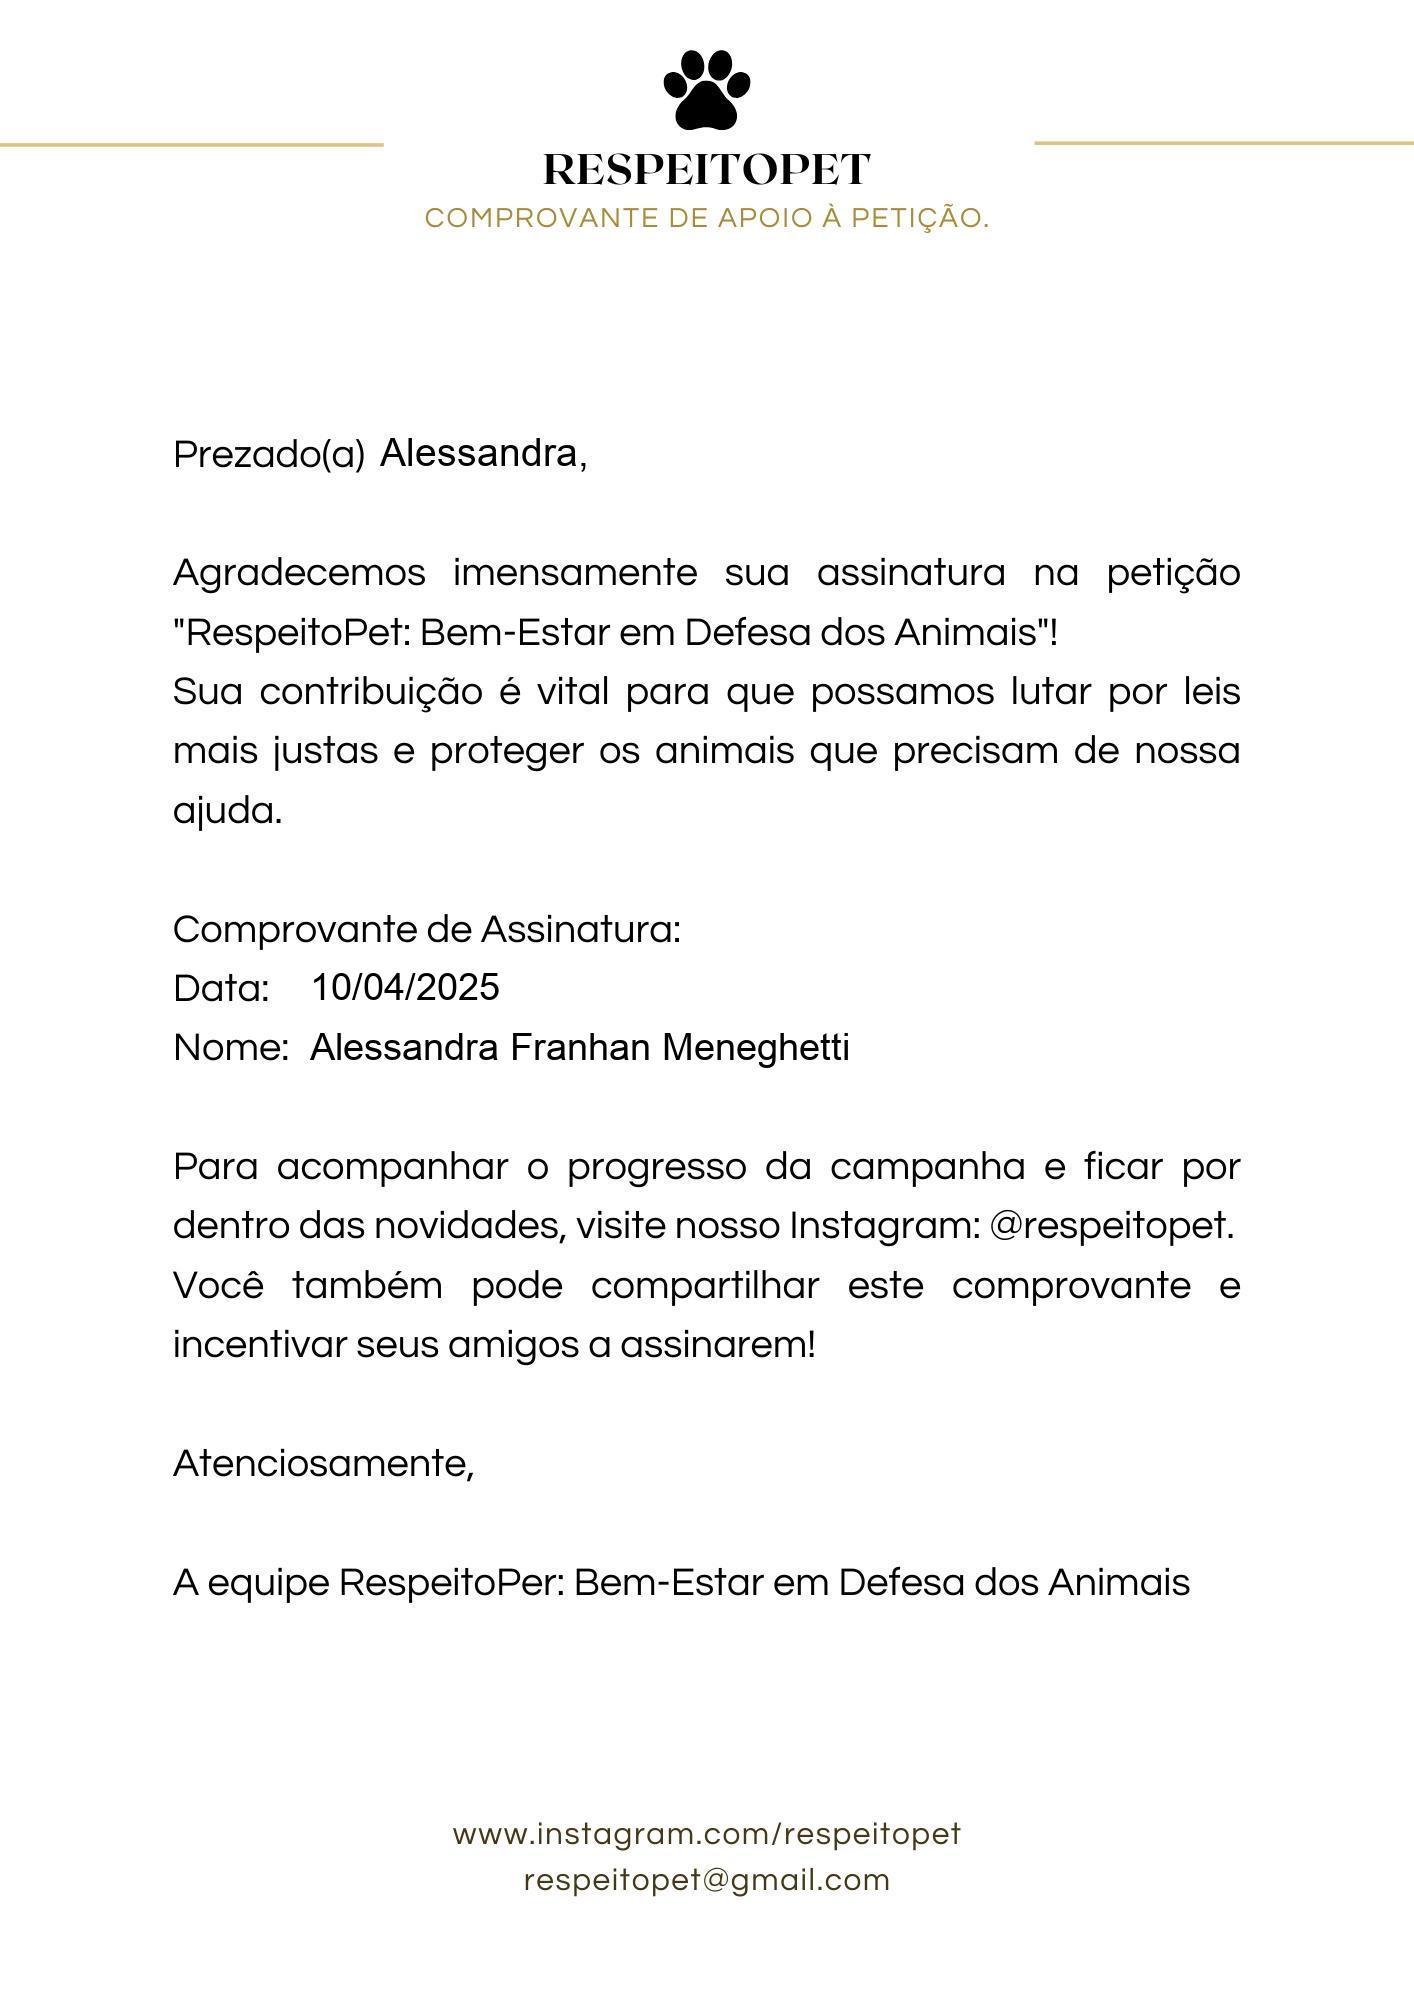 RESPEITOPET
COMPROVANTE DE APOIO À PETIÇÃO.
Prezado(a) Alessandra,
Agradecemos imensamente sua assinatura na petição
"RespeitoPet: Bem-Estar em Defesa dos Animais"!
Sua contribuição é vital para que possamos lutar por leis
mais justas e proteger os animais que precisam de nossa
ajuda.
Comprovante de Assinatura:
Data: 10/04/2025
Nome: Alessandra Franhan Meneghetti
Para acompanhar o progresso da campanha e ficar por
dentro das novidades, visite nosso Instagram: @respeitopet.
Você também pode compartilhar este comprovante e
incentivar seus amigos a assinarem!
Atenciosamente,
A equipe RespeitoPer: Bem-Estar em Defesa dos Animais
www.instagram.com/respeitopet
respeitopet@gmail.com